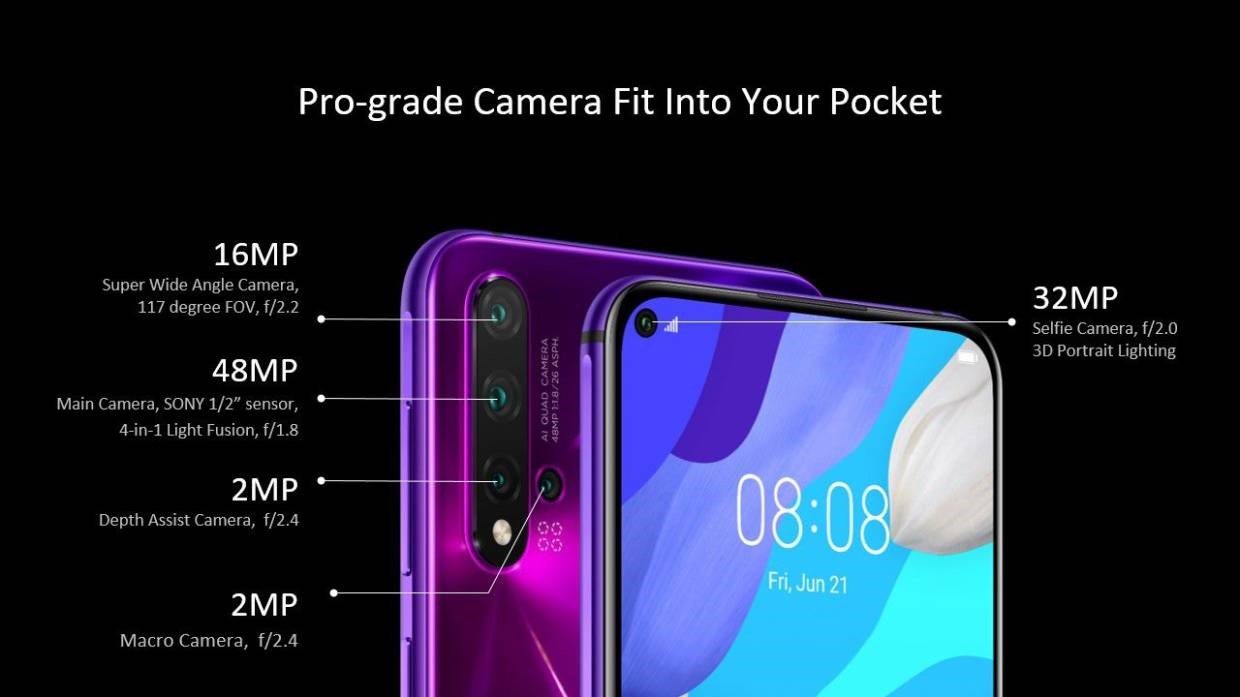 Pro-grade Camera Fit Into Your Pocket
16MP
Super Wide Angle Camera,
117 degree FOV, f/2.2
48MP
Main Camera, SONY 1/2” sensor,
4-in-1 Light Fusion, f/1.8
2MP
Depth Assist Camera, f/2.4
2MP
Macro Camera, f/2.4
AI QUAD CAMERA
48MP 1:1.8/26 ASPH.
08:08
Fri, Jun 21
32MP
Selfie Camera, f/2.0
3D Portrait Lighting